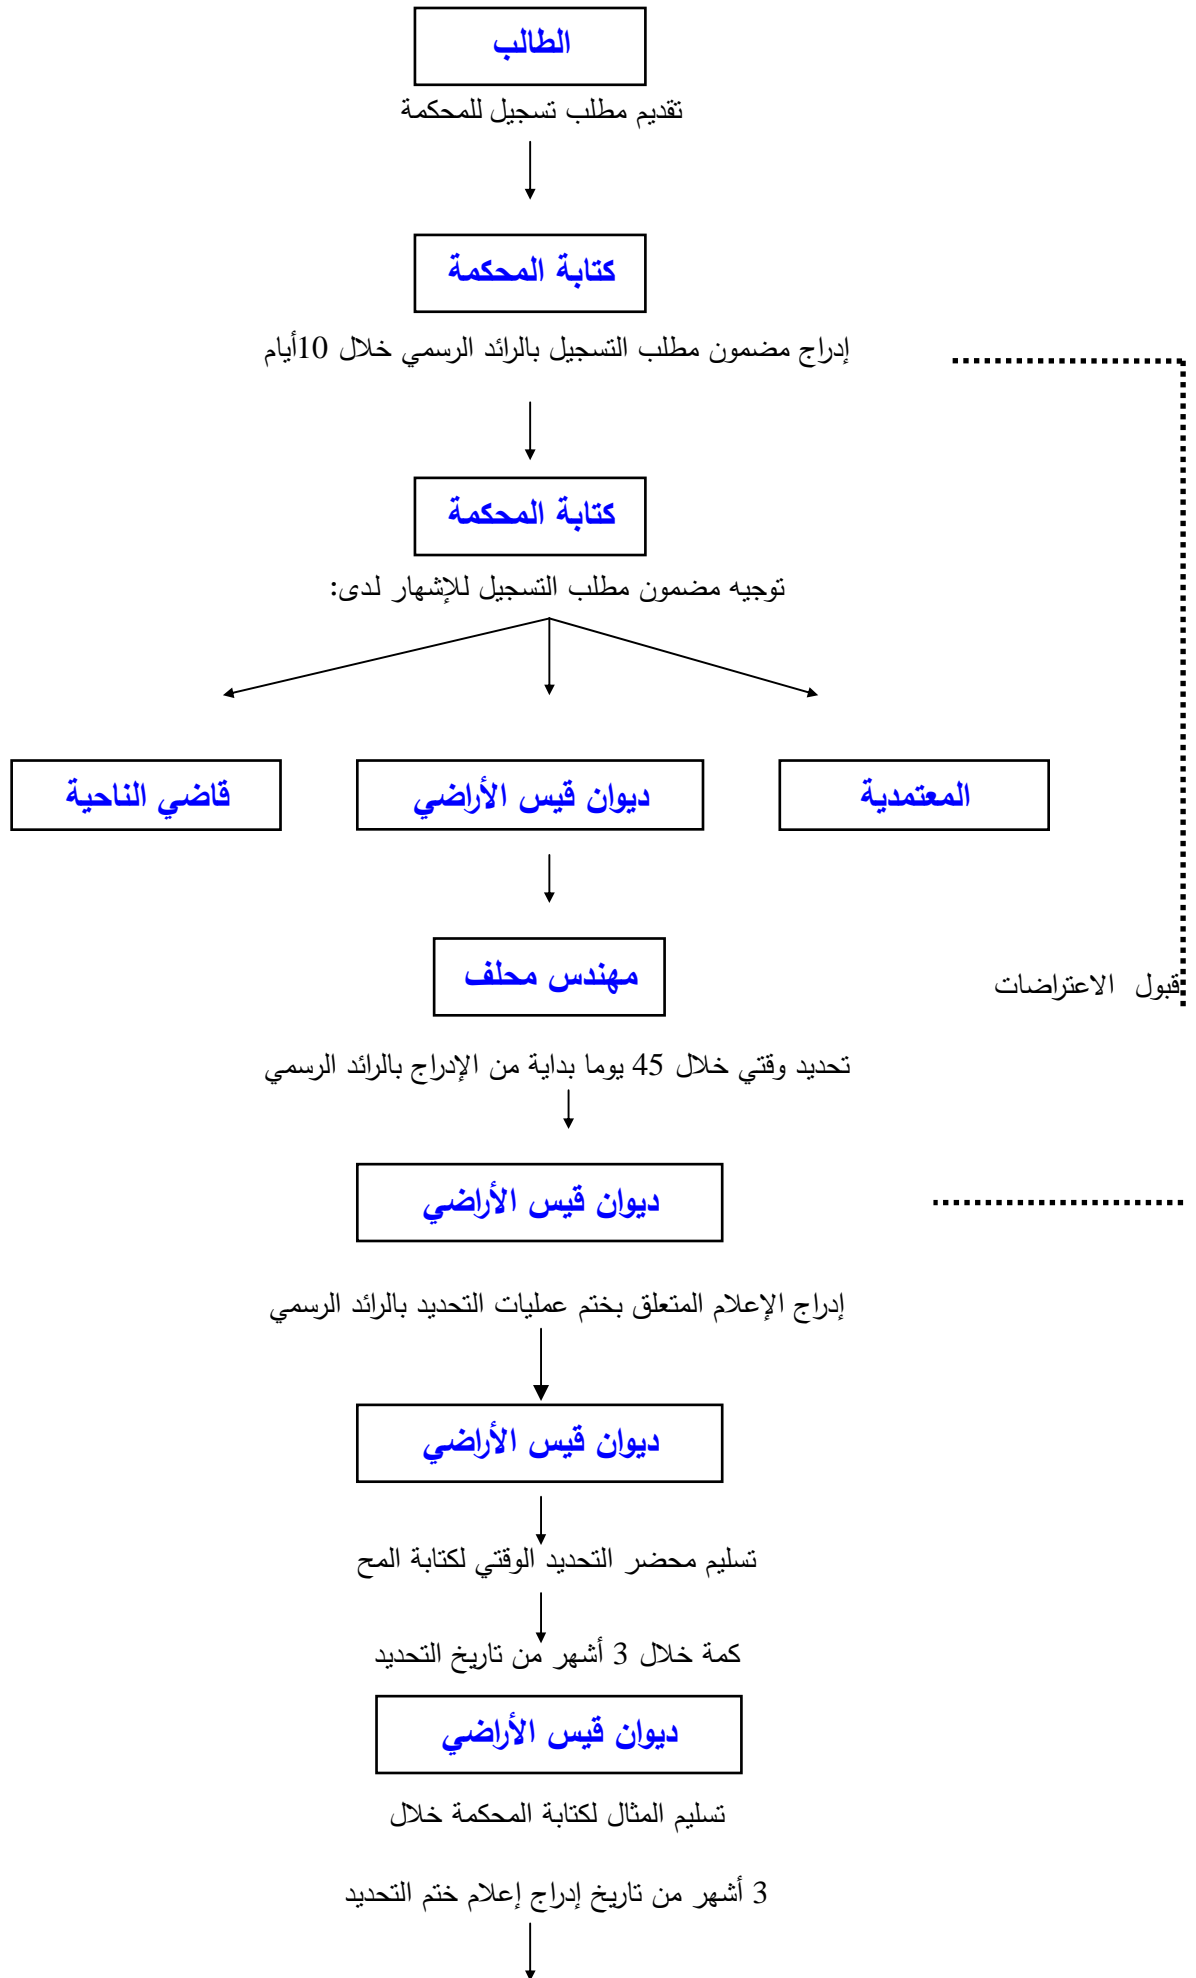 الطالب
تقديم مطلب تسجيل للمحكمة
كتابة المحكمة
إدراج مضمون مطلب التسجيل بالرائد الرسمي خلال 10أيام
كتابة المحكمة
توجيه مضمون مطلب التسجيل للإشهار لدى:
المعتمدية
ديوان قيس الأراضي
قاضي الناحية
مهندس محلف
قبول الاعتراضات
تحديد وقتي خلال 45 يوما بداية من الإدراج بالرائد الرسمي
ديوان قيس الأراضي
إدراج الإعلام المتعلق بختم عمليات التحديد بالرائد الرسمي
ديوان قيس الأراضي
تسليم محضر التحديد الوقتي لكتابة المح
كمة خلال 3 أشهر من تاريخ التحديد
ديوان قيس الأراضي
تسليم المثال لكتابة المحكمة خلال
3 أشهر من تاريخ إدراج إعلام ختم التحديد